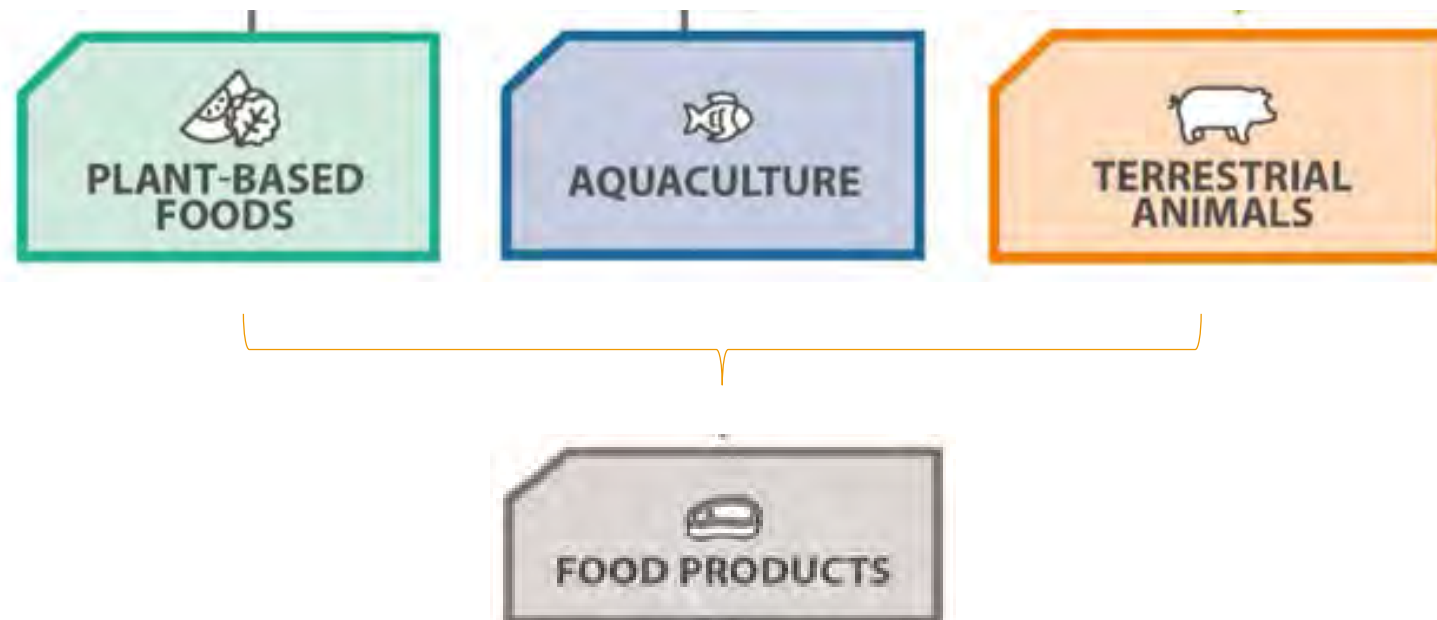 PLANT-BASED
FOODS
AQUACULTURE
TERRESTRIAL
ANIMALS
FOOD PRODUCTS